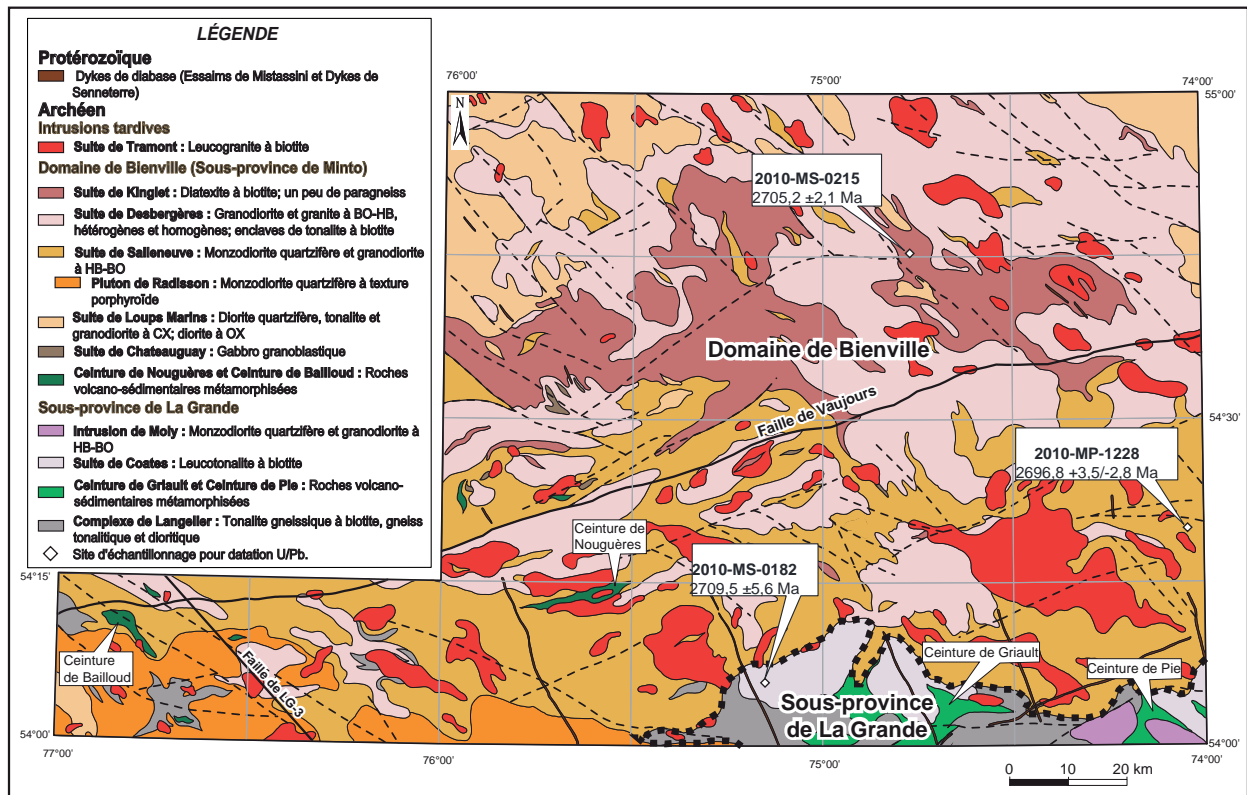 LÉGENDE
Protérozoïque
Dykes de diabase (Essaims de Mistassini et Dykes de
Senneterre)
Archéen
Intrusions tardives
Suite de Tramont : Leucogranite à biotite
Domaine de Bienville (Sous-province de Minto)
Suite de Kinglet : Diatexite à biotite; un peu de paragneiss
Suite de Desbergères : Granodiorite et granite à BO-HB,
hétérogènes et homogènes; enclaves de tonalite à biotite
Suite de Salleneuve : Monzodiorite quartzifère et granodiorite
à HB-BO
Pluton de Radisson : Monzodiorite quartzifère à texture
porphyroïde
Suite de Loups Marins : Diorite quartzifère, tonalite et
granodiorite à CX; diorite à OX
Suite de Chateauguay : Gabbro granoblastique
Ceinture de Nouguères et Ceinture de Bailloud : Roches
volcano-sédimentaires métamorphisées
Sous-province de La Grande
Intrusion de Moly : Monzodiorite quartzifère et granodiorite à
HB-BO
Suite de Coates : Leucotonalite à biotite
Ceinture de Griault et Ceinture de Pie : Roches volcano-
sédimentaires métamorphisées
Complexe de Langelier : Tonalite gneissique à biotite, gneiss
tonalitique et dioritique
Site d'échantillonnage pour datation U/Pb.
76°00'
75°00'
74°00'
55°00'
N
2010-MS-0215
2705,2 ±2,1 Ma
Domaine de Bienville
Faille de Vaujours
54°30'
2010-MP-1228
2696,8 +3,5/-2,8 Ma
Ceinture de
Nouguères
2010-MS-0182
2709,5 ±5,6 Ma
54°15'
Ceinture
de Bailloud
Faille de LG-3
Ceinture de Griault
Ceinture de Pie
Sous-province
de La Grande
54°00'
77°00'
76°00'
75°00'
74°00'
54°00'
0 10 20 km